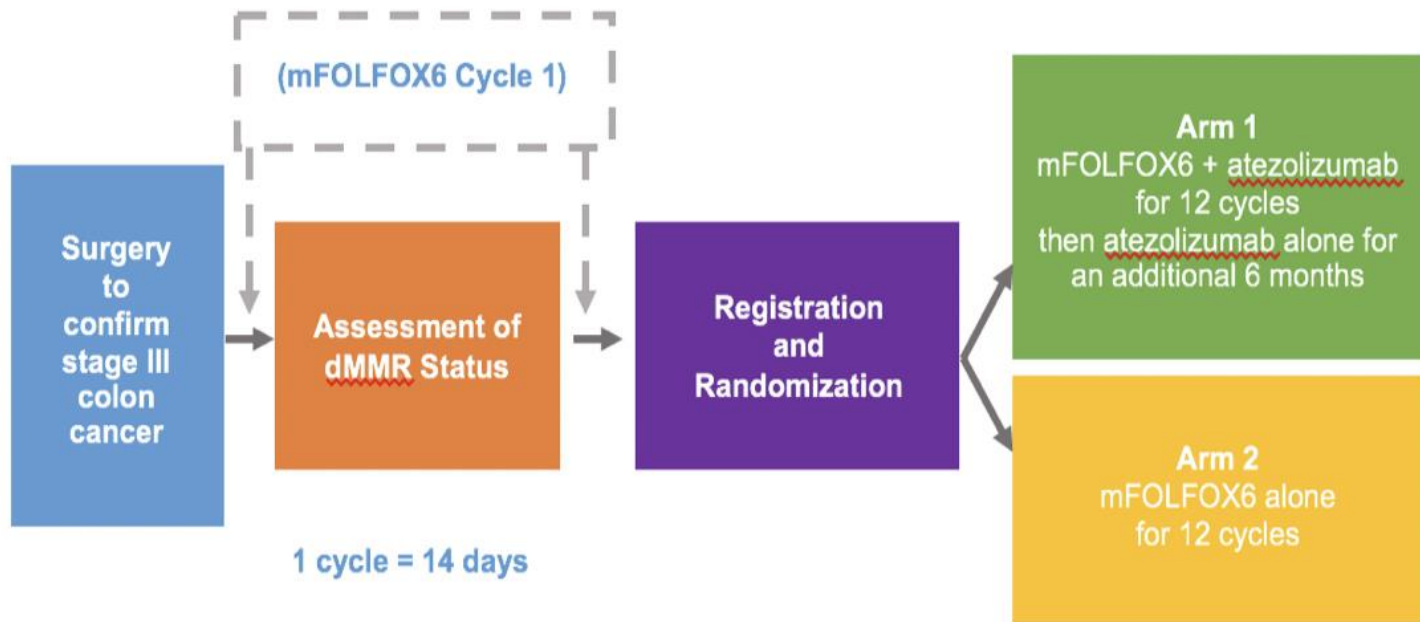 (mFOLFOX6 Cycle 1)
Surgery
to
confirm
stage III
colon
cancer
Assessment of
dMMR Status
Registration
and
Randomization
Arm 1
mFOLFOX6 + atezolizumab
for 12 cycles
then atezolizumab alone for
an additional 6 months
Arm 2
mFOLFOX6 alone
for 12 cycles
1 cycle = 14 days